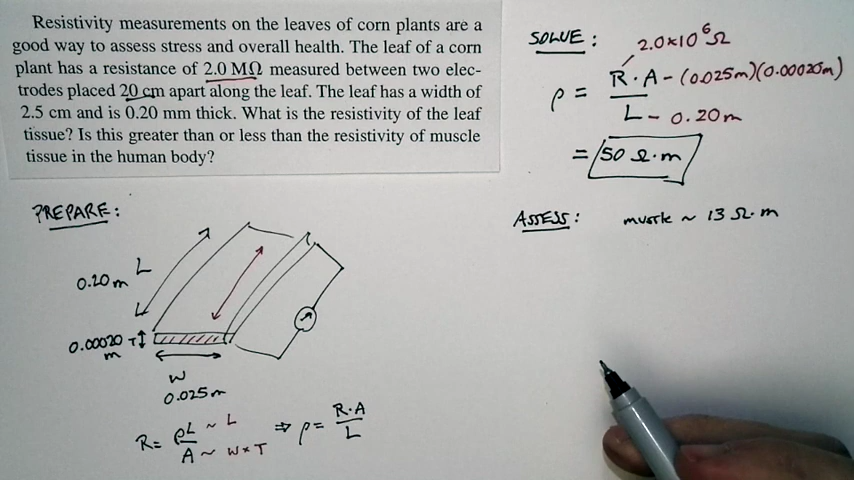 Resistivity measurements on the leaves of corn plants are a
good way to assess stress and overall health. The leaf of a corn
plant has a resistance of 2.0 MΩ measured between two elec-
trodes placed 20 cm apart along the leaf. The leaf has a width of
2.5 cm and is 0.20 mm thick. What is the resistivity of the leaf
tissue? Is this greater than or less than the resistivity of muscle
tissue in the human body?
PREPARE:
L
0.20 m
0.00020 T
m
W
0.025 m
R = ρL ~ L
A ~ W×T
⇒ ρ = R·A
L
SOLVE:
2.0×10⁶ Ω
ρ = R·A - (0.025m)(0.00020m)
L - 0.20 m
= 50 Ω·m
ASSESS: muscle ~ 13 Ω·m